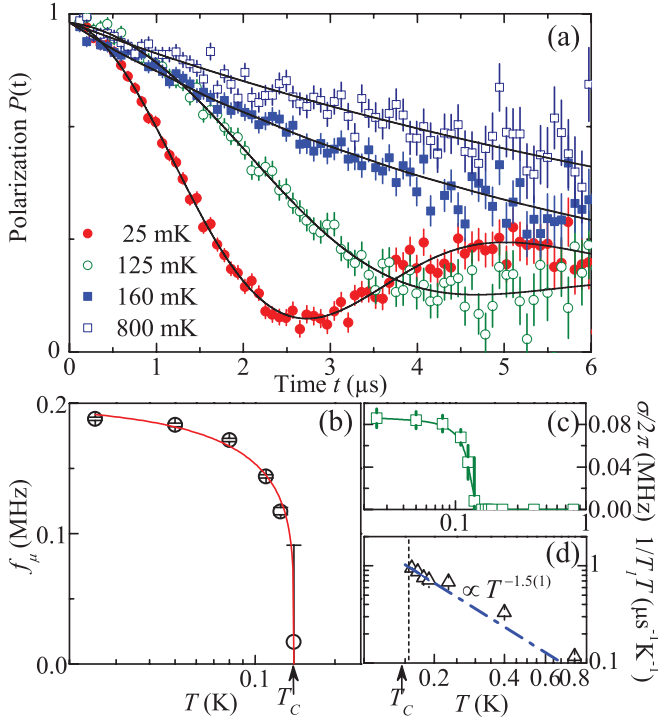 1
(a)
Polarization P(t)
25 mK
125 mK
160 mK
800 mK
0
0 1 2 3 4 5 6
Time t (µs)
0.2
(b)
0.1
f_μ (MHz)
0.0
0.1
T (K)
T_C
(c)
0.08
0.04
0.00
σ/2π (MHz)
0.1 1
(d)
∝ T^{-1.5(1)}
1
0.1
1/T_1T (µs^{-1}K^{-1})
0.2 0.4 0.6 0.8
T_C
T (K)